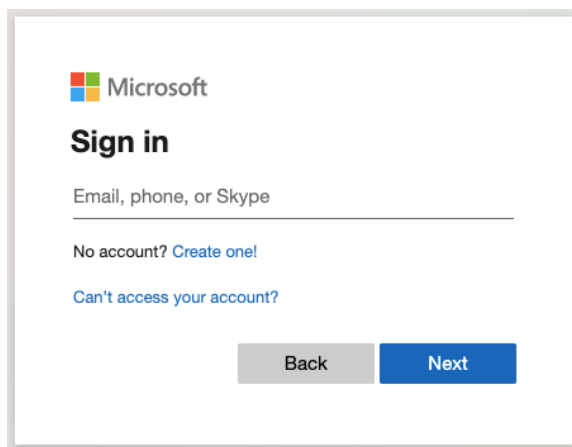 Microsoft
Sign in
Email, phone, or Skype
No account? Create one!
Can't access your account?
Back Next